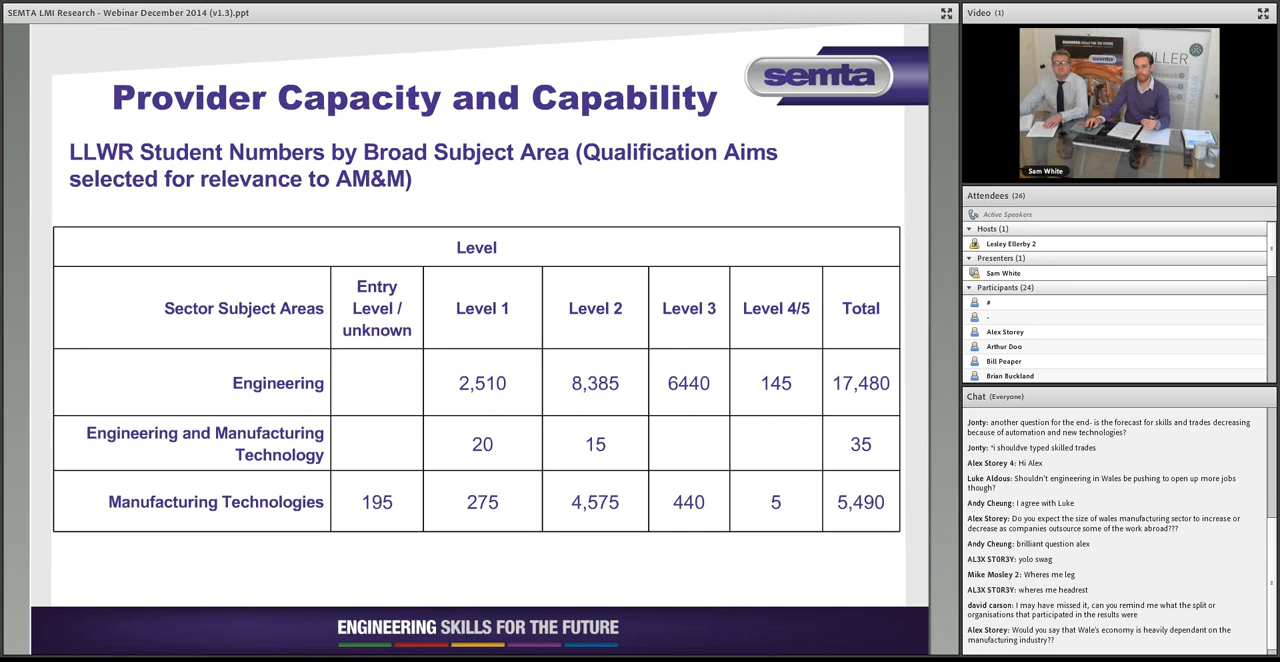 SEMTA LMI Research - Webinar December 2014 (v1.3).ppt
semta
Provider Capacity and Capability
LLWR Student Numbers by Broad Subject Area (Qualification Aims
selected for relevance to AM&M)
Level
Sector Subject Areas
Entry
Level /
unknown
Level 1
Level 2
Level 3
Level 4/5
Total
Engineering
2,510
8,385
6440
145
17,480
Engineering and Manufacturing
Technology
20
15
35
Manufacturing Technologies
195
275
4,575
440
5
5,490
ENGINEERING SKILLS FOR THE FUTURE
Video (1)
ENGINEERING SKILLS FOR THE FUTURE
semta
Sam White
Attendees (26)
Active Speakers
Hosts (1)
Lesley Ellerby 2
Presenters (1)
Sam White
Participants (24)
#
-
Alex Storey
Arthur Doo
Bill Peaper
Brian Buckland
Chat (Everyone)
Jonty: another question for the end- is the forecast for skills and trades decreasing
because of automation and new technologies?
Jonty: *i shouldve typed skilled trades
Alex Storey 4: Hi Alex
Luke Aldous: Shouldn't engineering in Wales be pushing to open up more jobs
though?
Andy Cheung: I agree with Luke
Alex Storey: Do you expect the size of wales manufacturing sector to increase or
decrease as companies outsource some of the work abroad???
Andy Cheung: brilliant question alex
AL3X ST0R3Y: yolo swag
Mike Mosley 2: Wheres me leg
AL3X ST0R3Y: wheres me headrest
david carson: I may have missed it, can you remind me what the split or
organisations that participated in the results were
Alex Storey: Would you say that Wale's economy is heavily dependant on the
manufacturing industry??